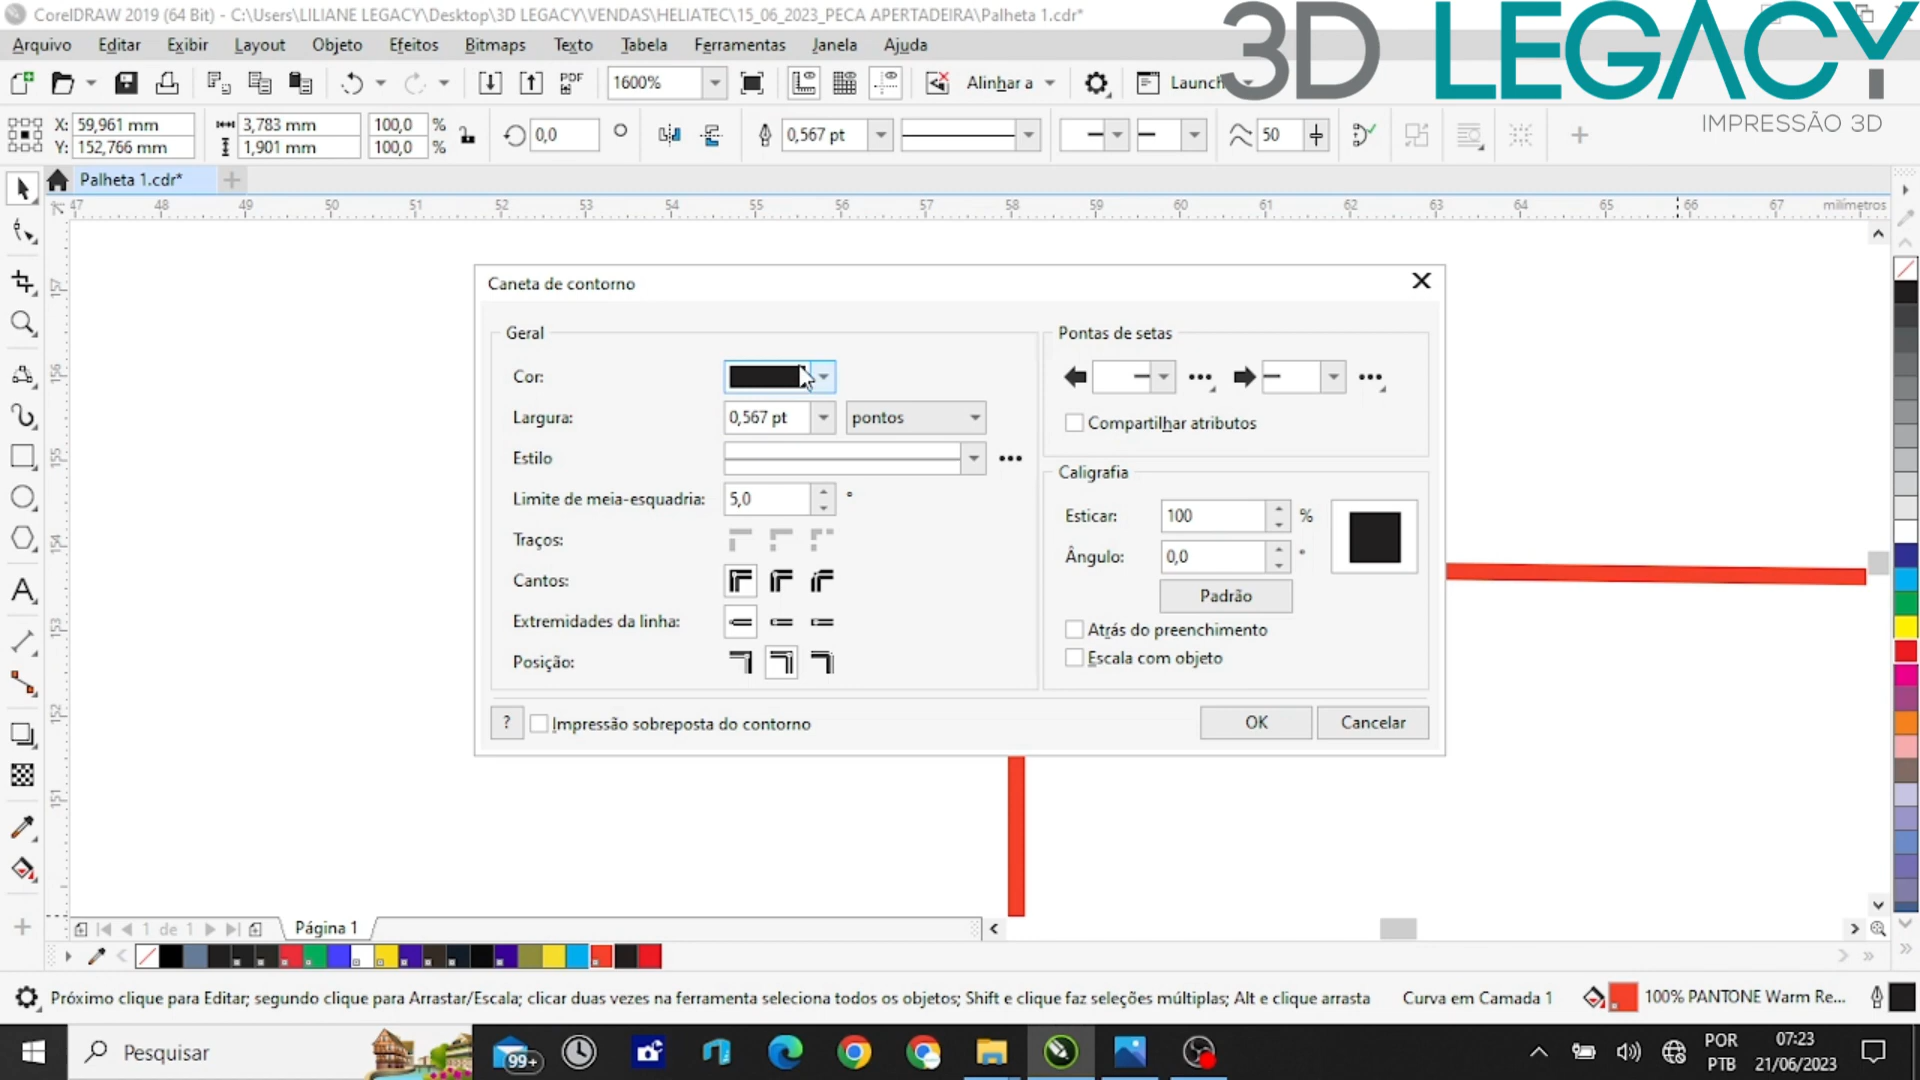 CorelDRAW 2019 (64 Bit) - C:\Users\LILIANE LEGACY\Desktop\3D LEGACY\VENDAS\HELIATEC\15_06_2023_PECA APERTADEIRA\Palheta 1.cdr*
3D LEGACY
IMPRESSÃO 3D
Arquivo Editar Exibir Layout Objeto Efeitos Bitmaps Texto Tabela Ferramentas Janela Ajuda
PDF 1600% Alinhar a Launch
X: 59,961 mm 3,783 mm 100,0 % 0,0 ° 0,567 pt 50
Y: 152,766 mm 1,901 mm 100,0 %
Palheta 1.cdr*
47 48 49 50 51 52 53 54 55 56 57 58 59 60 61 62 63 64 65 66 67 milímetros
157
156
155
154
153
152
151
Caneta de contorno
Geral
Cor:
Largura: 0,567 pt pontos
Estilo
Limite de meia-esquadria: 5,0 °
Traços:
Cantos:
Extremidades da linha:
Posição:
Pontas de setas
Compartilhar atributos
Caligrafia
Esticar: 100 %
Ângulo: 0,0 °
Padrão
Atrás do preenchimento
Escala com objeto
? Impressão sobreposta do contorno OK Cancelar
1 de 1 Página 1
Próximo clique para Editar; segundo clique para Arrastar/Escala; clicar duas vezes na ferramenta seleciona todos os objetos; Shift e clique faz seleções múltiplas; Alt e clique arrasta Curva em Camada 1 100% PANTONE Warm Re...
Pesquisar 99+ POR 07:23
PTB 21/06/2023